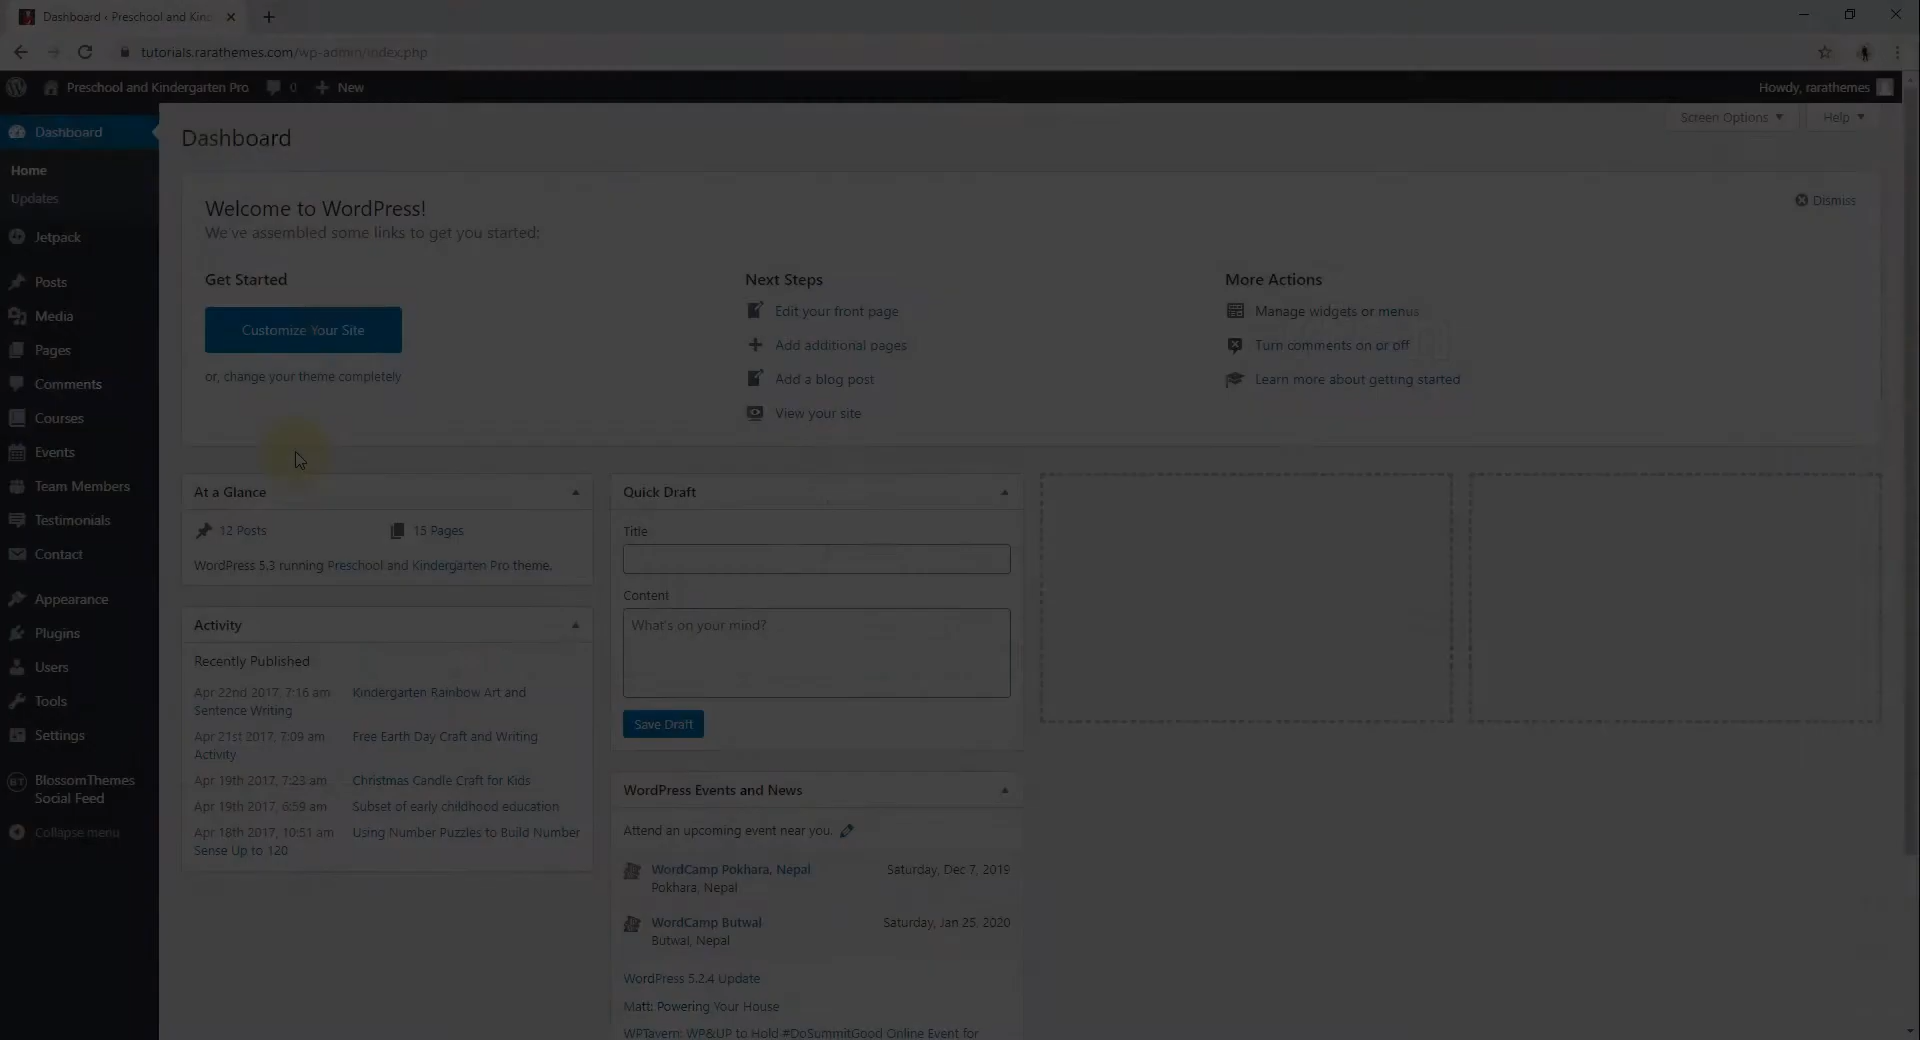 Dashboard ‹ Preschool and Kind
tutorials.rarathemes.com/wp-admin/index.php
Preschool and Kindergarten Pro
0
New
Howdy, rarathemes
Dashboard
Home
Updates
Jetpack
Posts
Media
Pages
Comments
Courses
Events
Team Members
Testimonials
Contact
Appearance
Plugins
Users
Tools
Settings
BlossomThemes
Social Feed
Collapse menu
Dashboard
Screen Options
Help
Welcome to WordPress!
We've assembled some links to get you started:
Dismiss
Get Started
Customize Your Site
or, change your theme completely
Next Steps
Edit your front page
Add additional pages
Add a blog post
View your site
More Actions
Manage widgets or menus
Turn comments on or off
Learn more about getting started
At a Glance
12 Posts
15 Pages
WordPress 5.3 running Preschool and Kindergarten Pro theme.
Activity
Recently Published
Apr 22nd 2017, 7:16 am Kindergarten Rainbow Art and
Sentence Writing
Apr 21st 2017, 7:09 am Free Earth Day Craft and Writing
Activity
Apr 19th 2017, 7:23 am Christmas Candle Craft for Kids
Apr 19th 2017, 6:59 am Subset of early childhood education
Apr 18th 2017, 10:51 am Using Number Puzzles to Build Number
Sense Up to 120
Quick Draft
Title
Content
What's on your mind?
Save Draft
WordPress Events and News
Attend an upcoming event near you.
WordCamp Pokhara, Nepal Saturday, Dec 7, 2019
Pokhara, Nepal
WordCamp Butwal Saturday, Jan 25, 2020
Butwal, Nepal
WordPress 5.2.4 Update
Matt: Powering Your House
WPTavern: WP&UP to Hold #DoSummitGood Online Event for